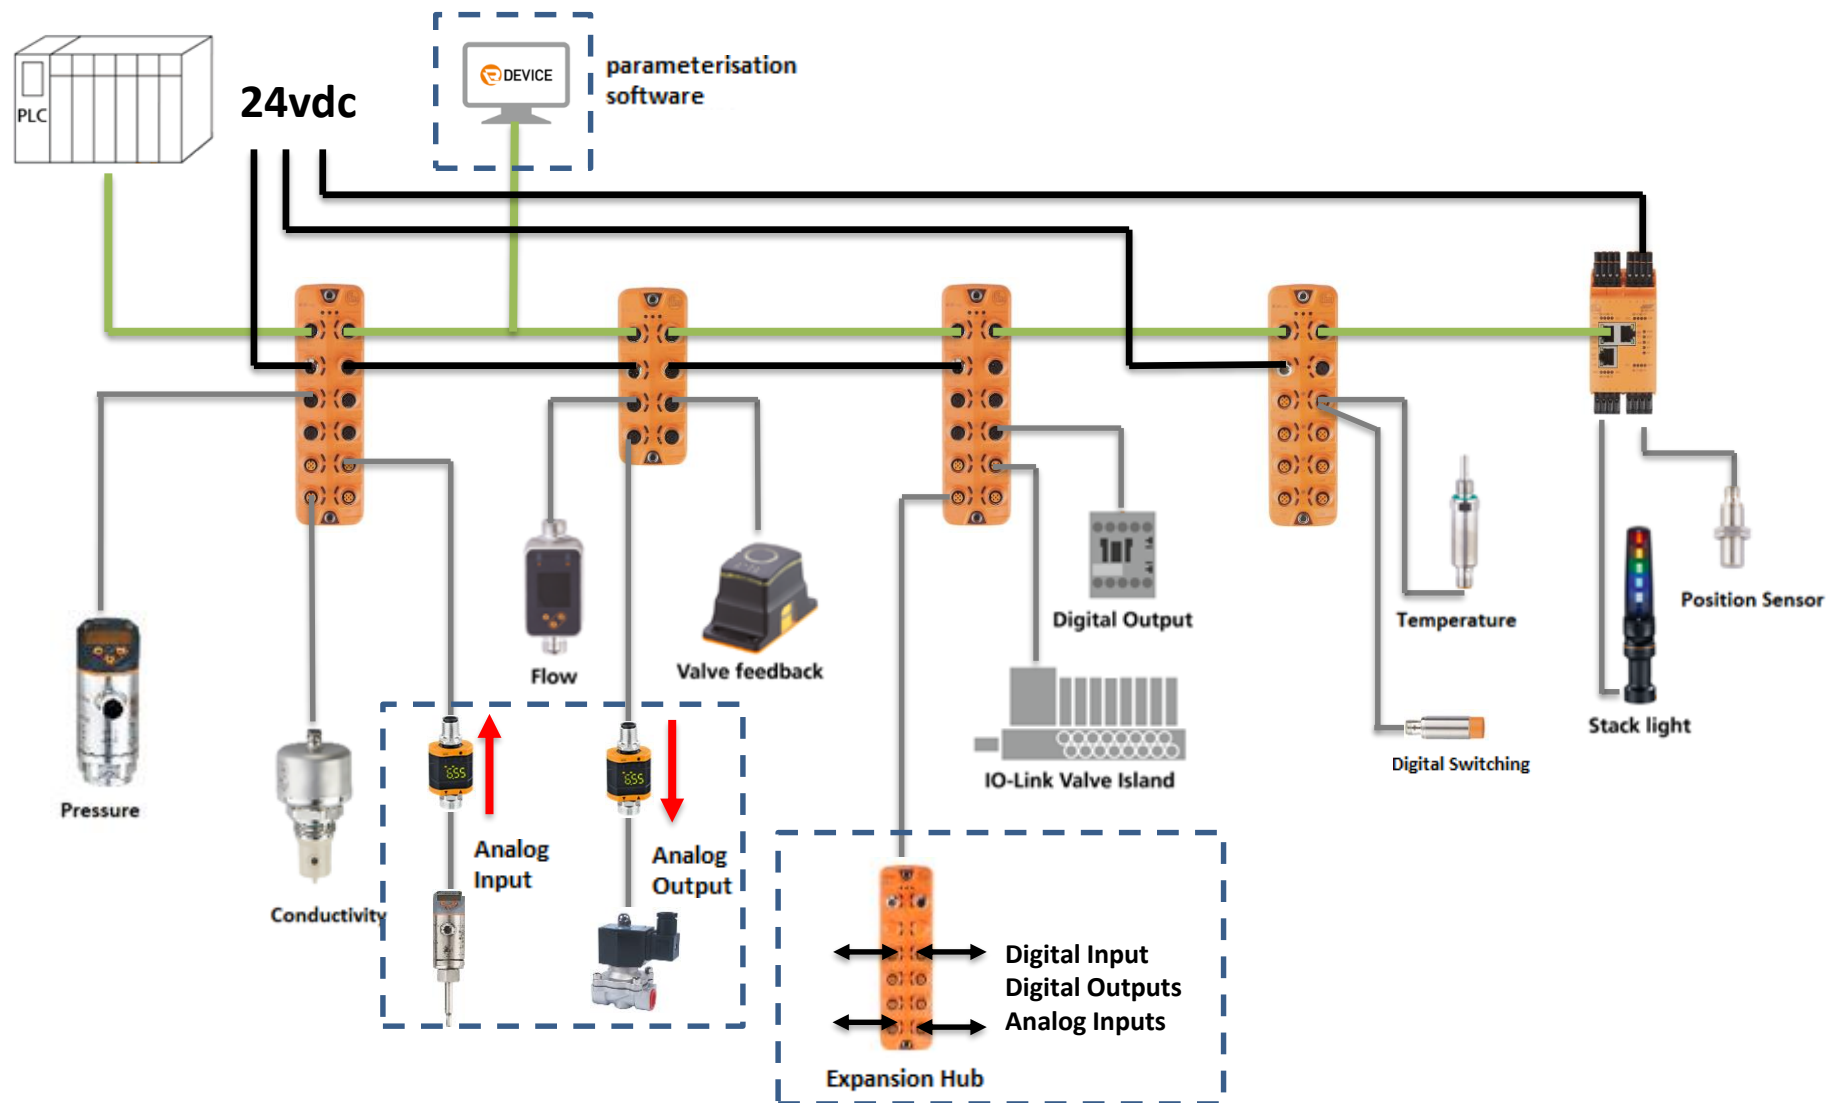 PLC
24vdc
DEVICE
parameterisation
software
Pressure
Conductivity
Analog
Input
Flow
Valve feedback
Analog
Output
Digital Output
IO-Link Valve Island
Digital Input
Digital Outputs
Analog Inputs
Expansion Hub
Temperature
Digital Switching
Stack light
Position Sensor